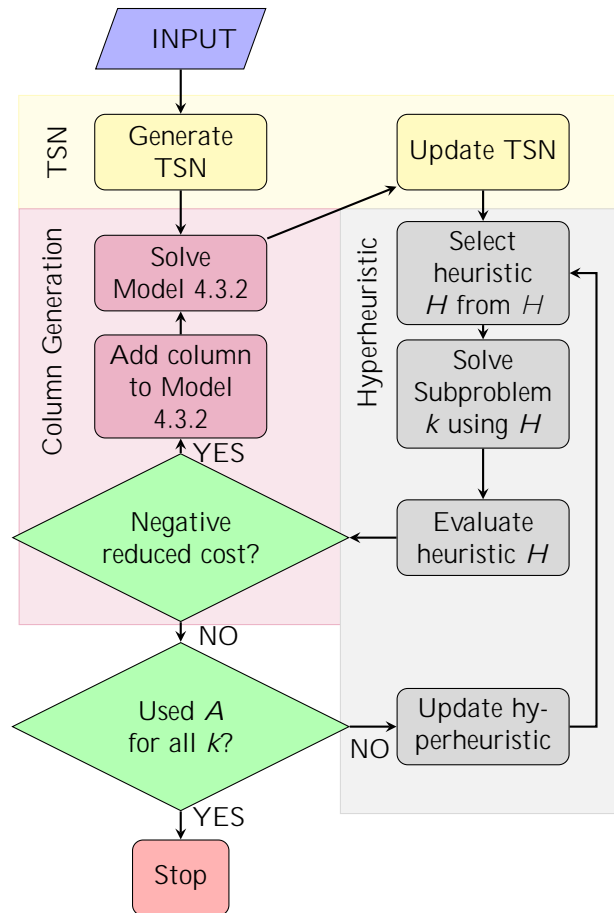 INPUT
TSN
Generate
TSN
Update TSN
Column Generation
Solve
Model 4.3.2
Add column
to Model
4.3.2
YES
Negative
reduced cost?
NO
Hyperheuristic
Select
heuristic
H from H
Solve
Subproblem
k using H
Evaluate
heuristic H
Used A
for all k?
NO
Update hy-
perheuristic
YES
Stop